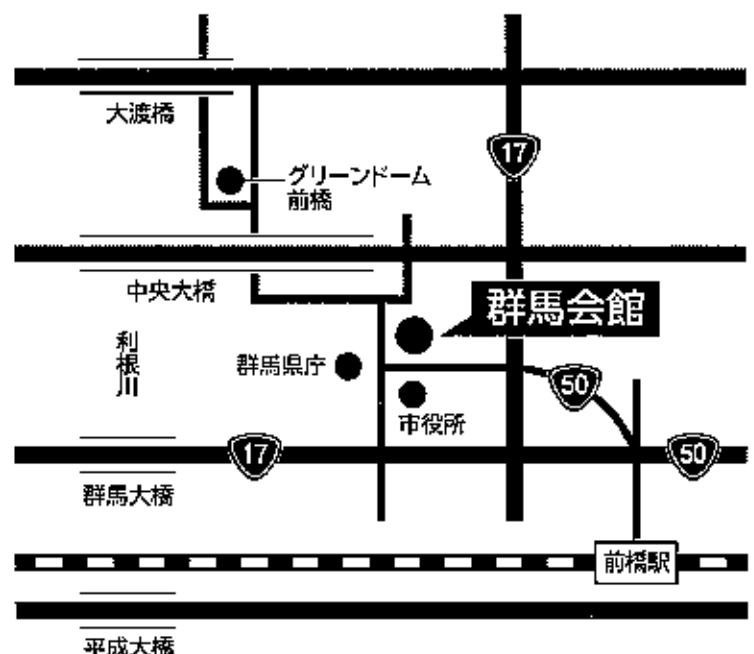 大渡橋
17
グリーンドーム
前橋
中央大橋
群馬会館
利根川
群馬県庁
50
市役所
17
50
群馬大橋
前橋駅
平成大橋